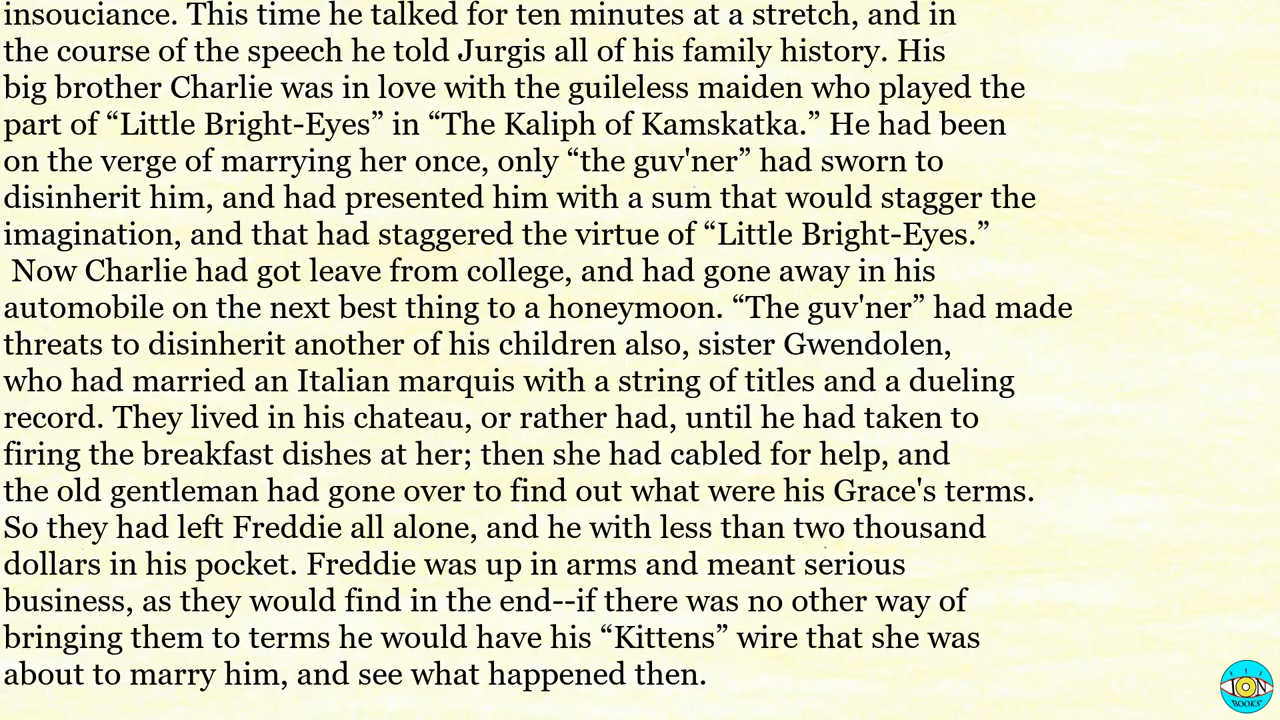 insouciance. This time he talked for ten minutes at a stretch, and in
the course of the speech he told Jurgis all of his family history. His
big brother Charlie was in love with the guileless maiden who played the
part of “Little Bright-Eyes” in “The Kaliph of Kamskatka.” He had been
on the verge of marrying her once, only “the guv'ner” had sworn to
disinherit him, and had presented him with a sum that would stagger the
imagination, and that had staggered the virtue of “Little Bright-Eyes.”
Now Charlie had got leave from college, and had gone away in his
automobile on the next best thing to a honeymoon. “The guv'ner” had made
threats to disinherit another of his children also, sister Gwendolen,
who had married an Italian marquis with a string of titles and a dueling
record. They lived in his chateau, or rather had, until he had taken to
firing the breakfast dishes at her; then she had cabled for help, and
the old gentleman had gone over to find out what were his Grace's terms.
So they had left Freddie all alone, and he with less than two thousand
dollars in his pocket. Freddie was up in arms and meant serious
business, as they would find in the end--if there was no other way of
bringing them to terms he would have his “Kittens” wire that she was
about to marry him, and see what happened then.
ION
BOOKS